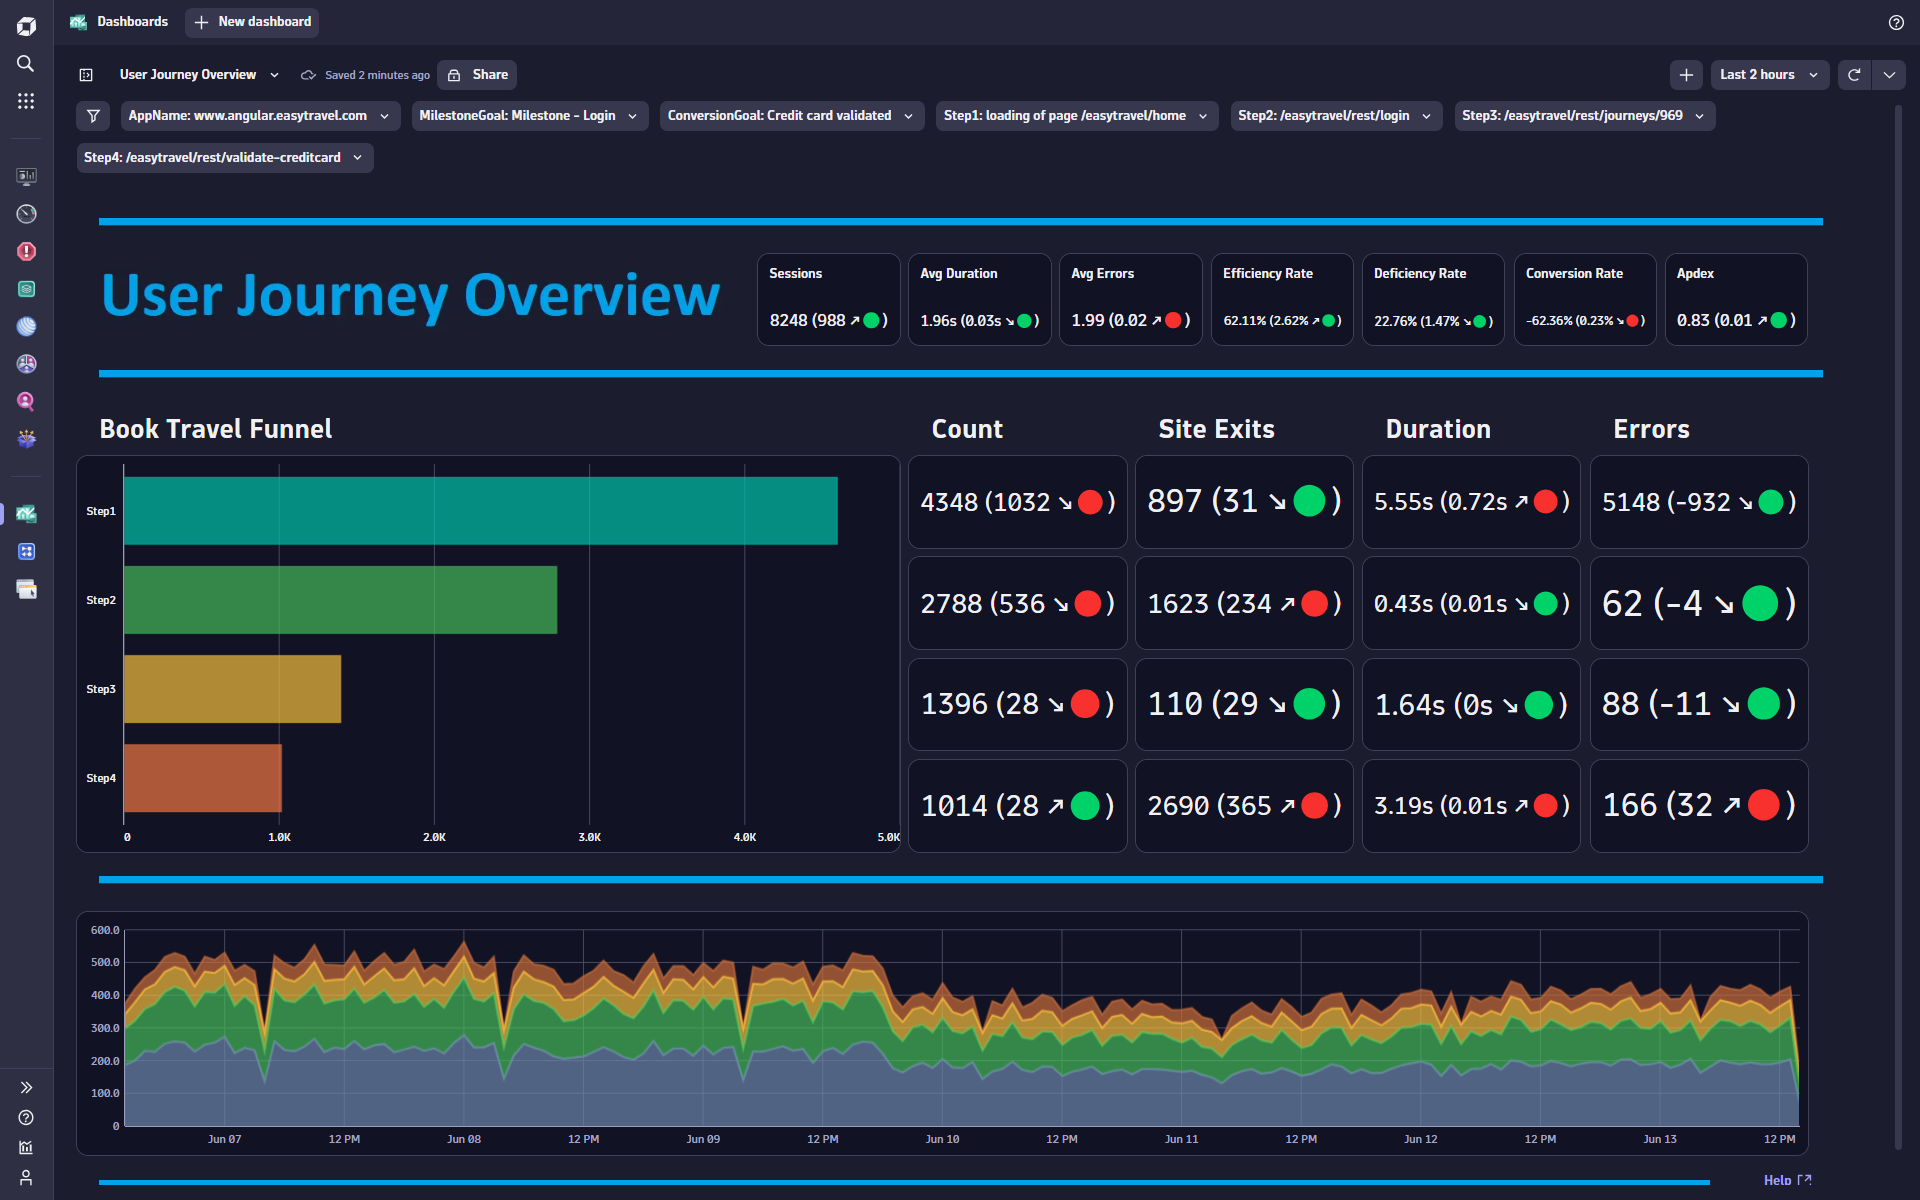 Dashboards
New dashboard
User Journey Overview
Saved 2 minutes ago
Share
Last 2 hours
AppName: www.angular.easytravel.com
MilestoneGoal: Milestone - Login
ConversionGoal: Credit card validated
Step1: loading of page /easytravel/home
Step2: /easytravel/rest/login
Step3: /easytravel/rest/journeys/969
Step4: /easytravel/rest/validate-creditcard
User Journey Overview
Sessions
8248 (988 ↗ )
Avg Duration
1.96s (0.03s ↘ )
Avg Errors
1.99 (0.02 ↗ )
Efficiency Rate
62.11% (2.62% ↗ )
Deficiency Rate
22.76% (1.47% ↘ )
Conversion Rate
-62.36% (0.23% ↘ )
Apdex
0.83 (0.01 ↗ )
Book Travel Funnel
Step1
Step2
Step3
Step4
0 1.0K 2.0K 3.0K 4.0K 5.0K
Count Site Exits Duration Errors
4348 (1032 ↘ ) 897 (31 ↘ ) 5.55s (0.72s ↗ ) 5148 (-932 ↘ )
2788 (536 ↘ ) 1623 (234 ↗ ) 0.43s (0.01s ↘ ) 62 (-4 ↘ )
1396 (28 ↘ ) 110 (29 ↘ ) 1.64s (0s ↘ ) 88 (-11 ↘ )
1014 (28 ↗ ) 2690 (365 ↗ ) 3.19s (0.01s ↗ ) 166 (32 ↗ )
600.0
500.0
400.0
300.0
200.0
100.0
0
Jun 07 12 PM Jun 08 12 PM Jun 09 12 PM Jun 10 12 PM Jun 11 12 PM Jun 12 12 PM Jun 13 12 PM
Help